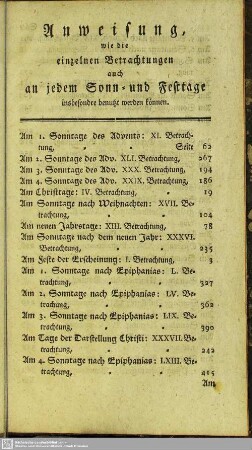 Anweisung,
wie die
einzelnen Betrachtungen
auch
an jedem Sonn- und Festtage
insbesondre benutzt werden können.
Am 1. Sonntage des Advents: XI. Betrach-
tung, Seite 62
Am 2. Sonntage des Adv. XLI. Betrachtung, 267
Am 3. Sonntage des Adv. XXX. Betrachtung, 194
Am 4. Sonntage des Adv. XXIX. Betrachtung, 186
Am Christtage: IV. Betrachtung, 19
Am Sonntage nach Weihnachten: XVII. Be-
trachtung, 104
Am neuen Jahrstage: XIII. Betrachtung, 78
Am Sonntage nach dem neuen Jahr: XXXVI.
Betrachtung, 235
Am Feste der Erscheinung: I. Betrachtung, 3
Am 1. Sonntage nach Epiphanias: L. Be-
trachtung, 327
Am 2. Sonntage nach Epiphanias: LV. Be-
trachtung, 362
Am 3. Sonntage nach Epiphanias: LIX. Be-
trachtung, 390
Am Tage der Darstellung Christi: XXXVII. Be-
trachtung, 242
Am 4. Sonntage nach Epiphanias: LXIII. Be-
trachtung, 415
Am